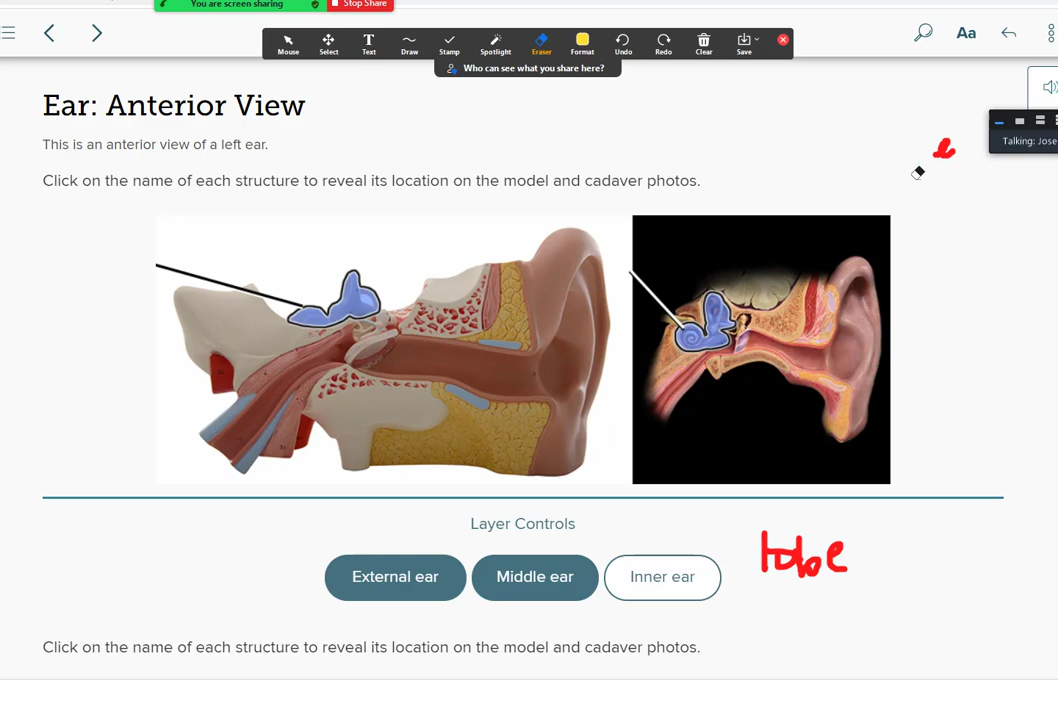 You are screen sharing Stop Share
Aa
Mouse Select Text Draw Stamp Spotlight Eraser Format Undo Redo Clear Save
Who can see what you share here?
Ear: Anterior View
This is an anterior view of a left ear.
Talking: Jose
e
Click on the name of each structure to reveal its location on the model and cadaver photos.
Layer Controls
External ear Middle ear Inner ear
tube
Click on the name of each structure to reveal its location on the model and cadaver photos.